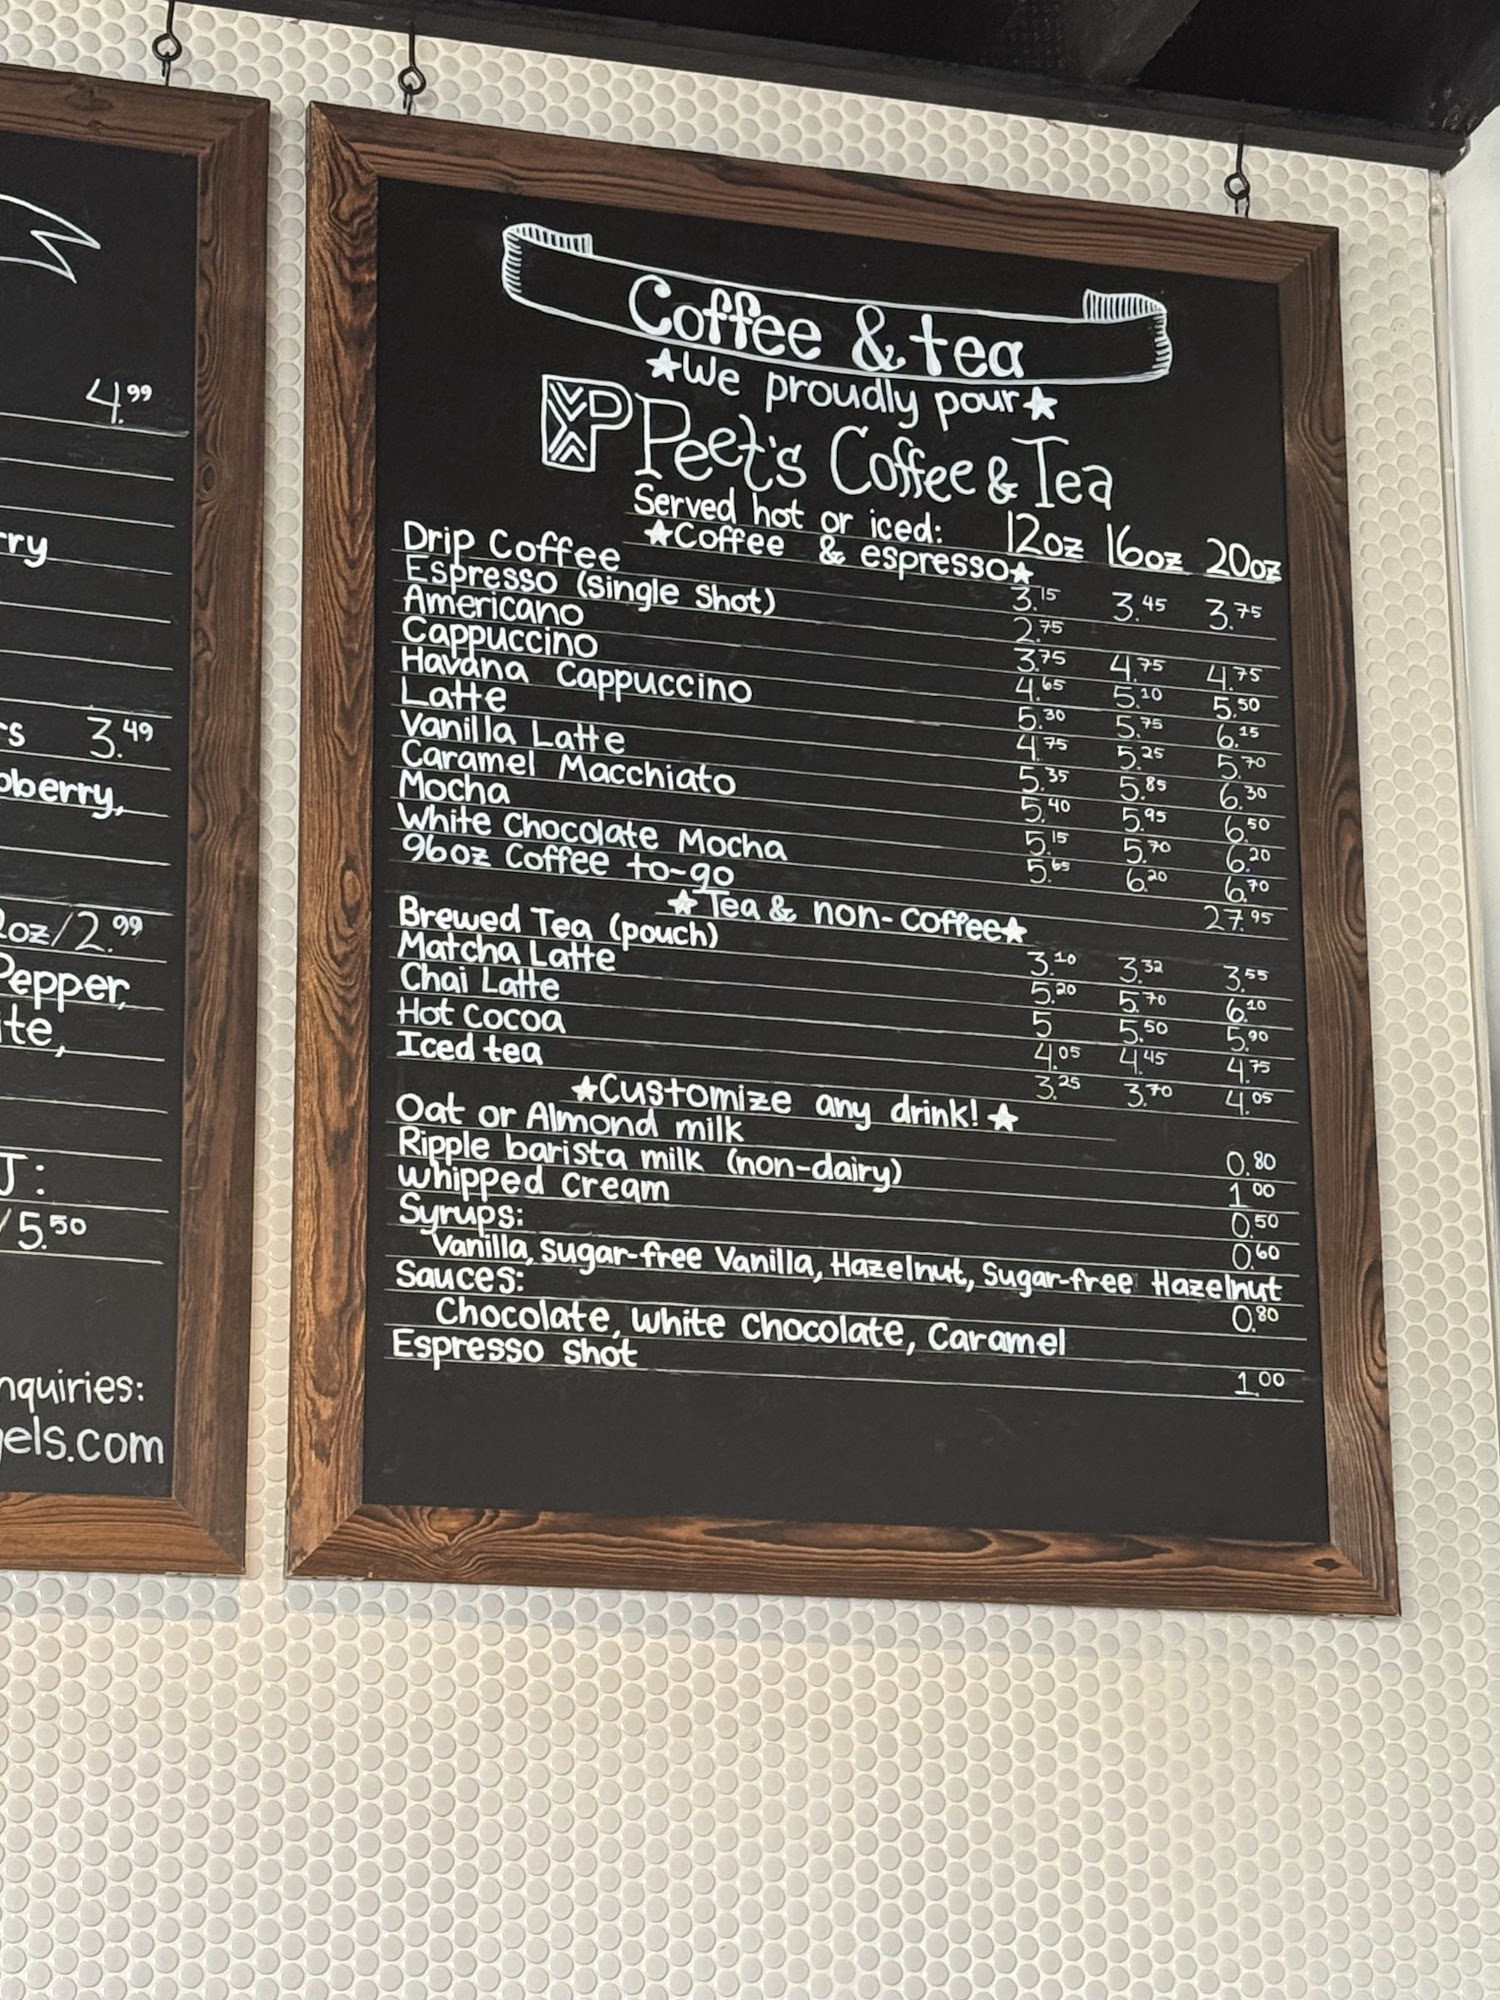 4.99
rry
rs 3.49
berry,
oz/2.99
Pepper,
ite,
J:
/5.50
nquiries:
els.com
Coffee & tea
★We proudly pour★
P Peet's Coffee & Tea
Served hot or iced: 12oz 16oz 20oz
★Coffee & espresso★
Drip Coffee 3.15 3.45 3.75
Espresso (Single Shot) 2.75
Americano 3.75 4.75 4.75
Cappuccino 4.65 5.10 5.50
Havana Cappuccino 5.30 5.75 6.15
Latte 4.75 5.25 5.70
Vanilla Latte 5.35 5.85 6.30
Caramel Macchiato 5.40 5.95 6.50
Mocha 5.15 5.70 6.20
White Chocolate Mocha 5.65 6.20 6.70
96oz Coffee to-go 27.95
★Tea & non-coffee★
Brewed Tea (pouch) 3.10 3.32 3.55
Matcha Latte 5.20 5.70 6.10
Chai Latte 5 5.50 5.90
Hot Cocoa 4.05 4.45 4.75
Iced tea 3.25 3.70 4.05
★Customize any drink!★
Oat or Almond milk 0.80
Ripple barista milk (non-dairy) 1.00
Whipped Cream 0.50
Syrups: 0.60
Vanilla, Sugar-free Vanilla, Hazelnut, Sugar-free Hazelnut
Sauces: 0.80
Chocolate, White Chocolate, Caramel
Espresso Shot 1.00